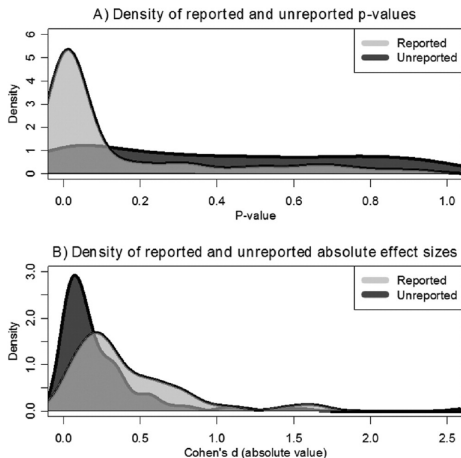 A) Density of reported and unreported p-values
Reported
Unreported
Density
0 1 2 3 4 5 6
0.0 0.2 0.4 0.6 0.8 1.0
P-value
B) Density of reported and unreported absolute effect sizes
Reported
Unreported
Density
0.0 1.0 2.0 3.0
0.0 0.5 1.0 1.5 2.0 2.5
Cohen's d (absolute value)